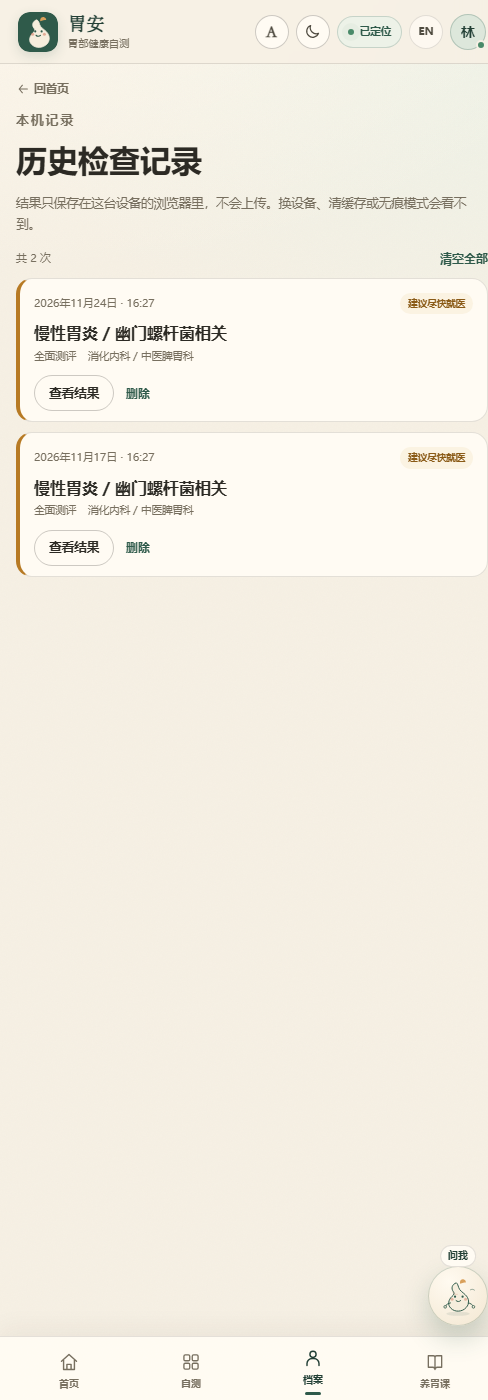 胃安
胃部健康自测
A
已定位
EN
林
← 回首页
本机记录
历史检查记录
结果只保存在这台设备的浏览器里，不会上传。换设备、清缓存或无痕模式会看不
到。
共 2 次
清空全部
2026年11月24日 · 16:27
建议尽快就医
慢性胃炎 / 幽门螺杆菌相关
全面测评 消化内科 / 中医脾胃科
查看结果
删除
2026年11月17日 · 16:27
建议尽快就医
慢性胃炎 / 幽门螺杆菌相关
全面测评 消化内科 / 中医脾胃科
查看结果
删除
问我
首页
自测
档案
养胃课